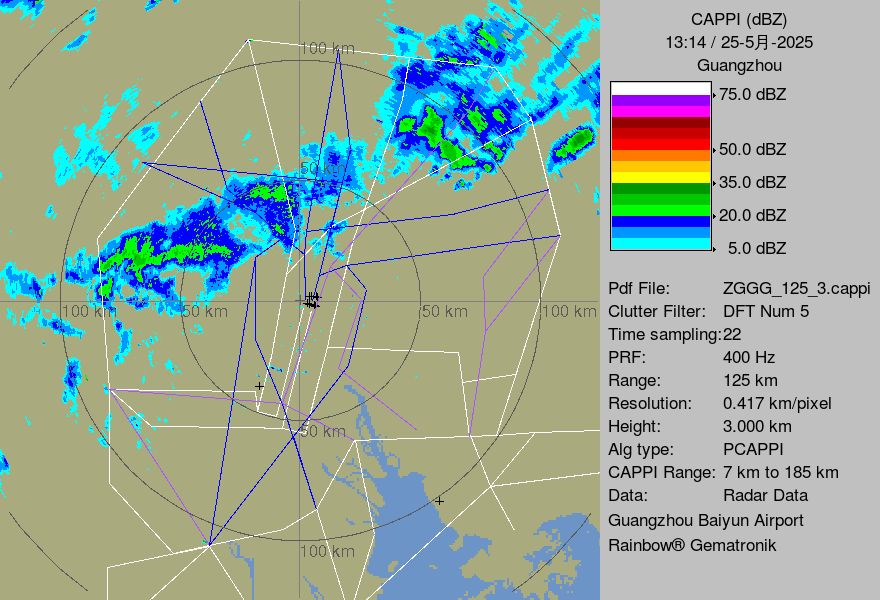 CAPPI (dBZ)
13:14 / 25-5月-2025
Guangzhou
75.0 dBZ
50.0 dBZ
35.0 dBZ
20.0 dBZ
5.0 dBZ
Pdf File: ZGGG_125_3.cappi
Clutter Filter: DFT Num 5
Time sampling:22
PRF: 400 Hz
Range: 125 km
Resolution: 0.417 km/pixel
Height: 3.000 km
Alg type: PCAPPI
CAPPI Range: 7 km to 185 km
Data: Radar Data
Guangzhou Baiyun Airport
Rainbow® Gematronik
100 km
50 km
100 km
50 km
50 km
100 km
50 km
100 km